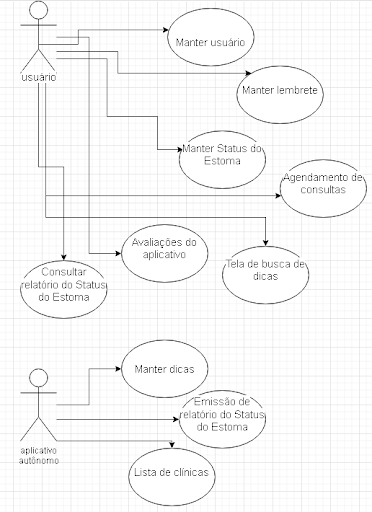 Manter usuário
usuário
Manter lembrete
Manter Status do
Estoma
Agendamento de
consultas
Avaliações do
aplicativo
Tela de busca de
dicas
Consultar
relatório do Status
do Estoma
Manter dicas
Emissão de
relatório do Status
do Estoma
aplicativo
autônomo
Lista de clínicas